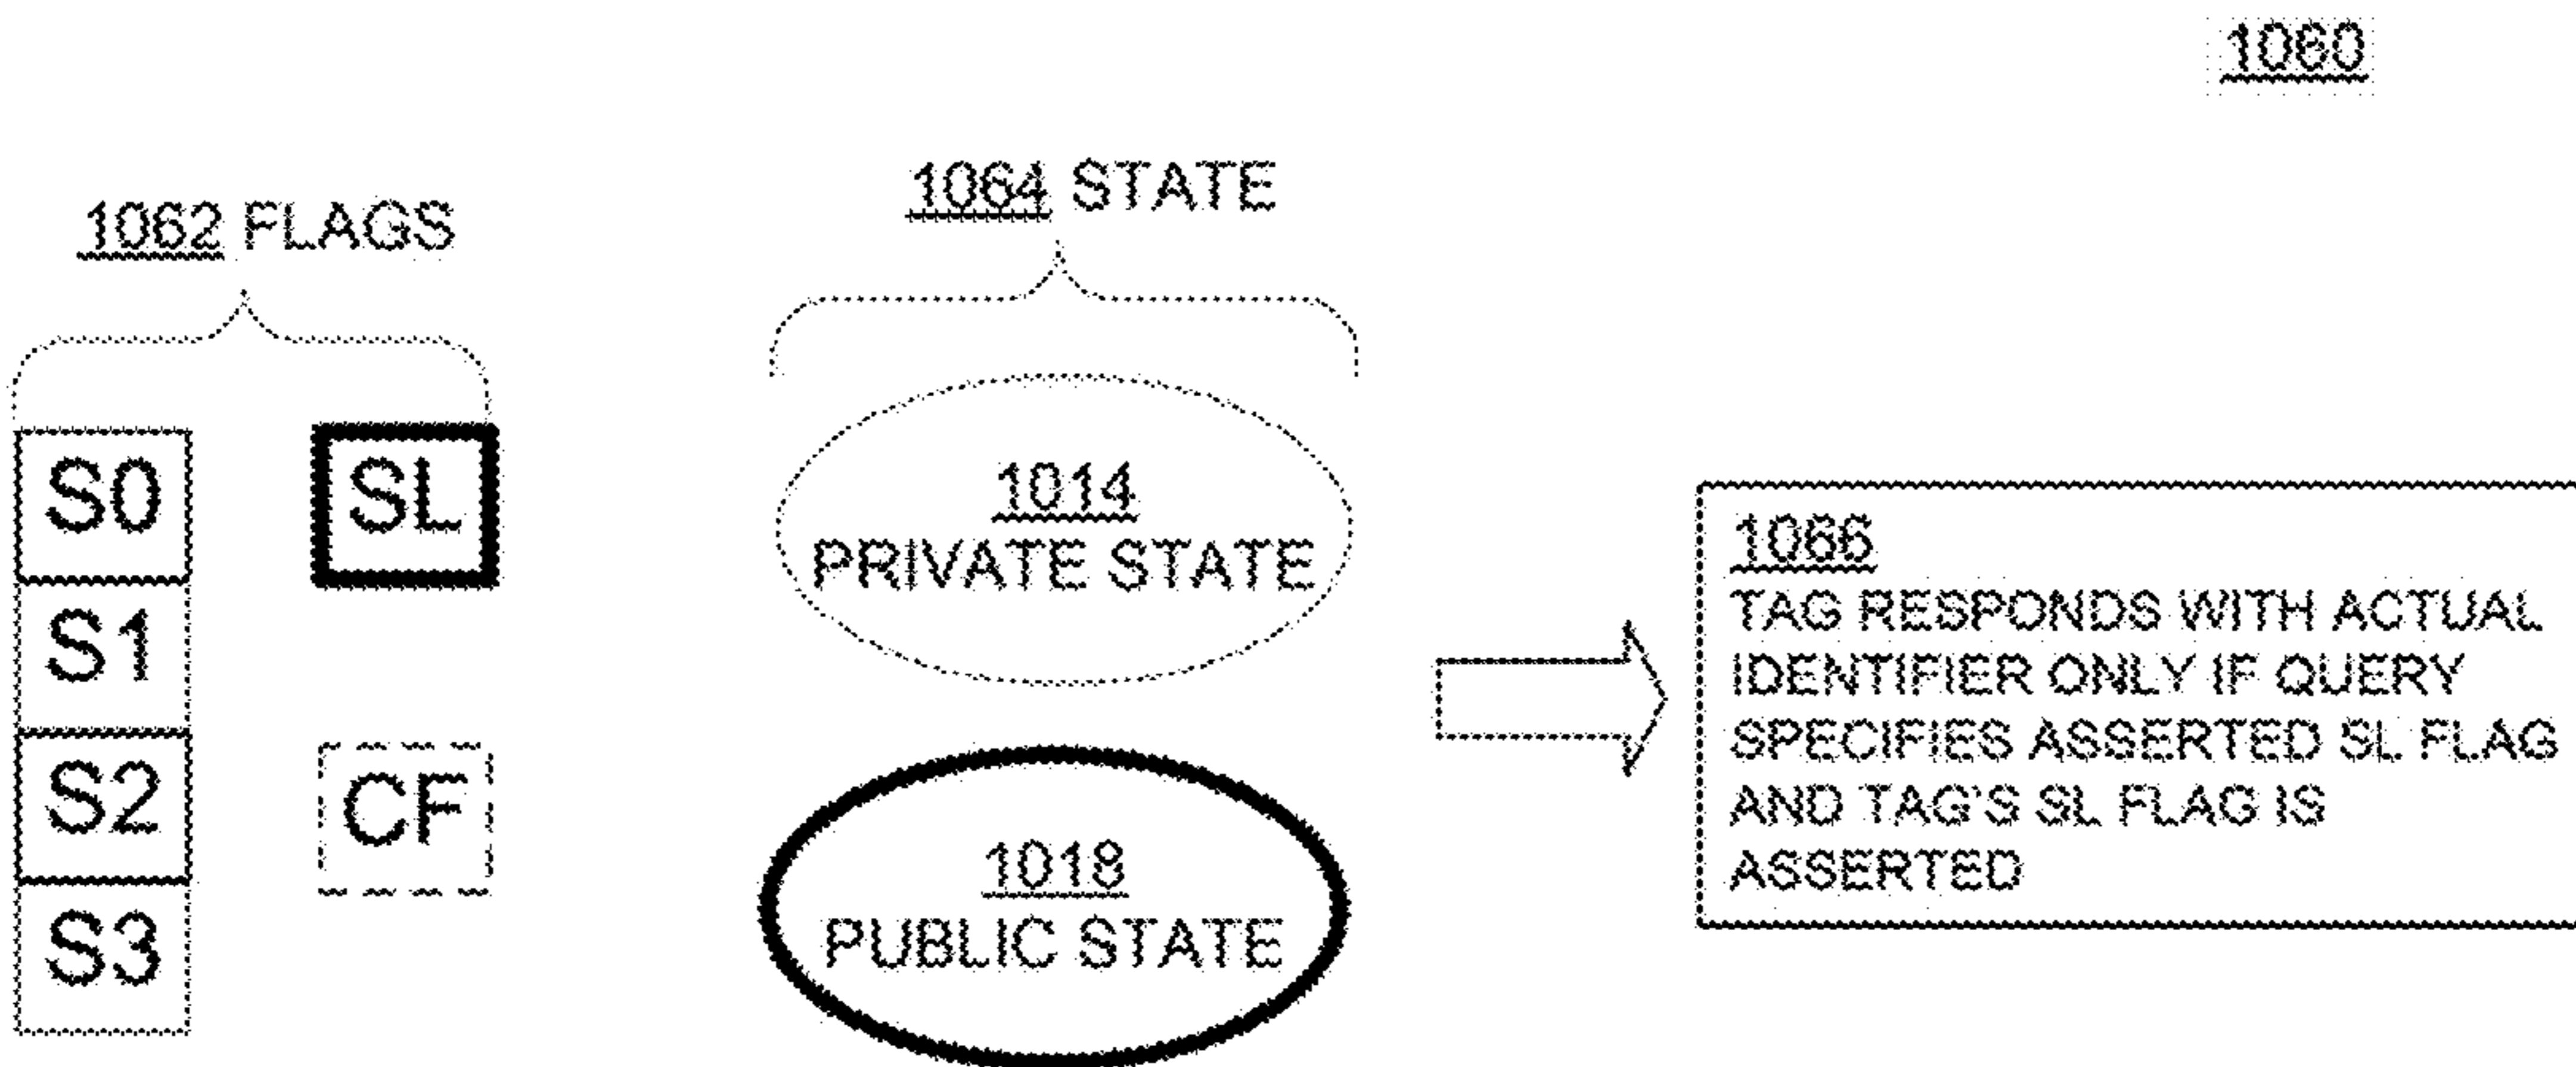 1060
1062 FLAGS
1064 STATE
S0
S1
S2
S3
SL
CF
1014
PRIVATE STATE
1018
PUBLIC STATE
1066
TAG RESPONDS WITH ACTUAL
IDENTIFIER ONLY IF QUERY
SPECIFIES ASSERTED SL FLAG
AND TAG'S SL FLAG IS
ASSERTED